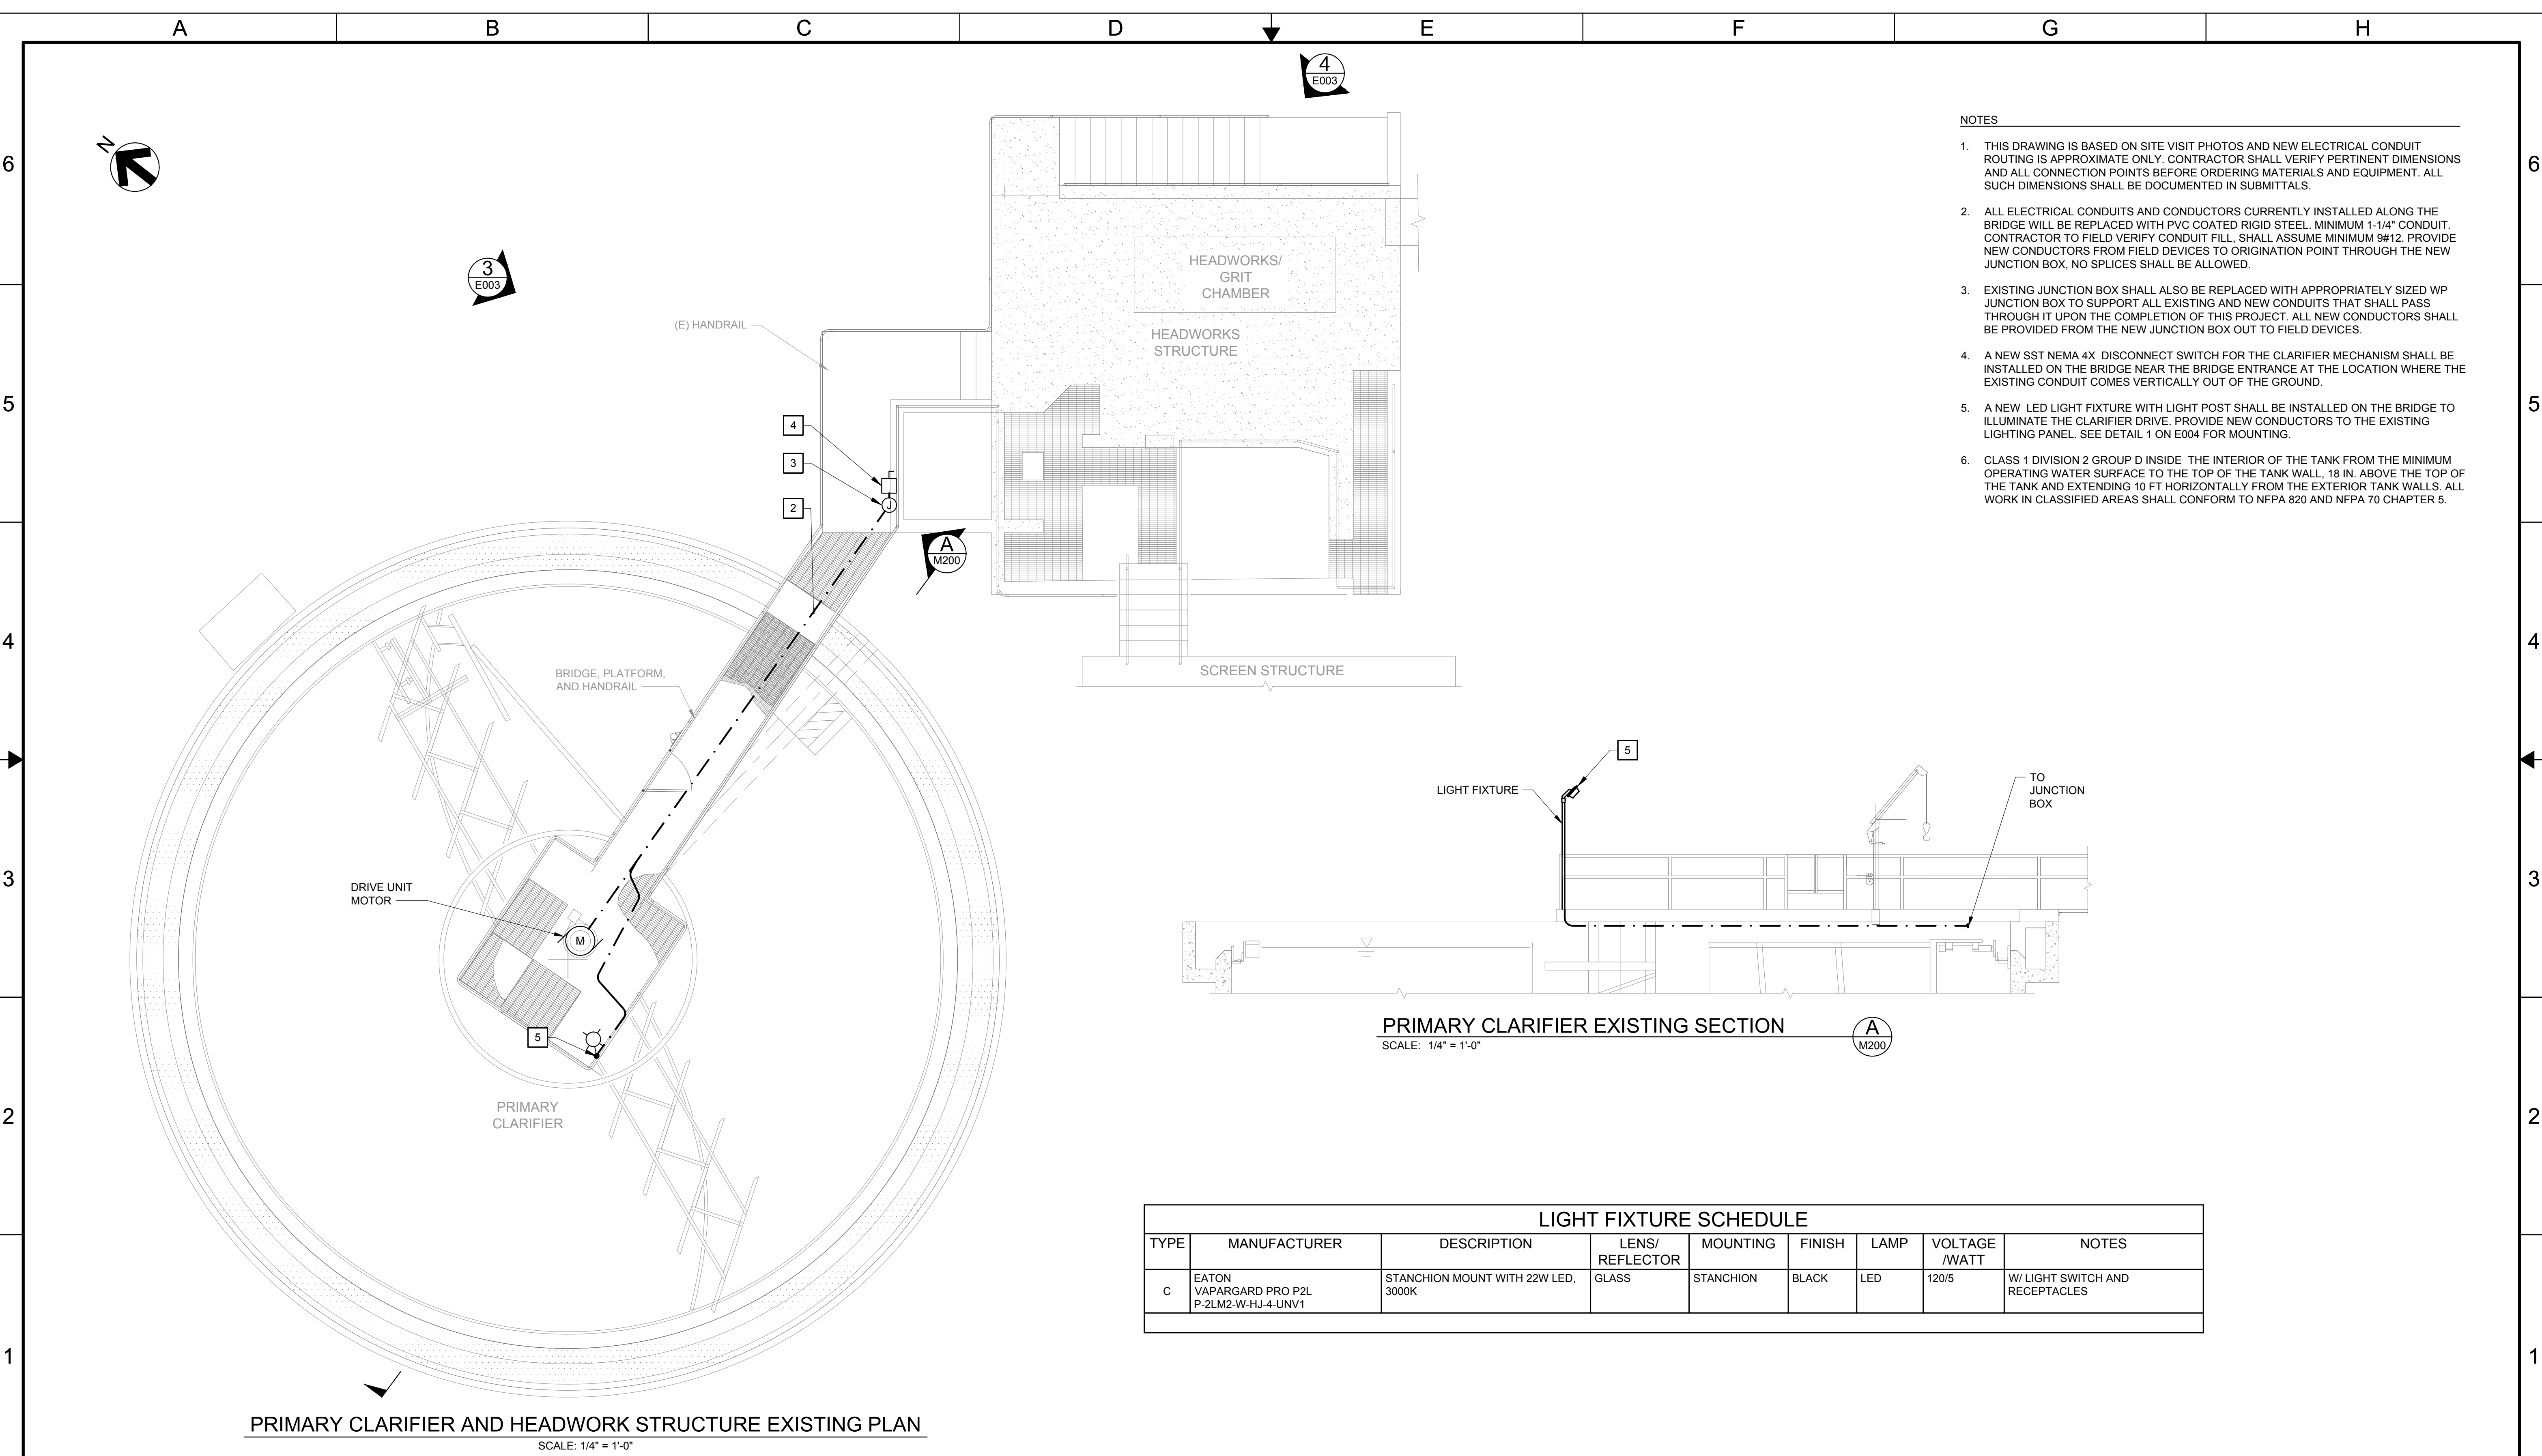 A B C D E F G H
4
E003
N
6
6
NOTES
1. THIS DRAWING IS BASED ON SITE VISIT PHOTOS AND NEW ELECTRICAL CONDUIT
ROUTING IS APPROXIMATE ONLY. CONTRACTOR SHALL VERIFY PERTINENT DIMENSIONS
AND ALL CONNECTION POINTS BEFORE ORDERING MATERIALS AND EQUIPMENT. ALL
SUCH DIMENSIONS SHALL BE DOCUMENTED IN SUBMITTALS.
2. ALL ELECTRICAL CONDUITS AND CONDUCTORS CURRENTLY INSTALLED ALONG THE
BRIDGE WILL BE REPLACED WITH PVC COATED RIGID STEEL. MINIMUM 1-1/4" CONDUIT.
CONTRACTOR TO FIELD VERIFY CONDUIT FILL, SHALL ASSUME MINIMUM 9#12. PROVIDE
NEW CONDUCTORS FROM FIELD DEVICES TO ORIGINATION POINT THROUGH THE NEW
JUNCTION BOX, NO SPLICES SHALL BE ALLOWED.
3. EXISTING JUNCTION BOX SHALL ALSO BE REPLACED WITH APPROPRIATELY SIZED WP
JUNCTION BOX TO SUPPORT ALL EXISTING AND NEW CONDUITS THAT SHALL PASS
THROUGH IT UPON THE COMPLETION OF THIS PROJECT. ALL NEW CONDUCTORS SHALL
BE PROVIDED FROM THE NEW JUNCTION BOX OUT TO FIELD DEVICES.
4. A NEW SST NEMA 4X DISCONNECT SWITCH FOR THE CLARIFIER MECHANISM SHALL BE
INSTALLED ON THE BRIDGE NEAR THE BRIDGE ENTRANCE AT THE LOCATION WHERE THE
EXISTING CONDUIT COMES VERTICALLY OUT OF THE GROUND.
5. A NEW LED LIGHT FIXTURE WITH LIGHT POST SHALL BE INSTALLED ON THE BRIDGE TO
ILLUMINATE THE CLARIFIER DRIVE. PROVIDE NEW CONDUCTORS TO THE EXISTING
LIGHTING PANEL. SEE DETAIL 1 ON E004 FOR MOUNTING.
6. CLASS 1 DIVISION 2 GROUP D INSIDE THE INTERIOR OF THE TANK FROM THE MINIMUM
OPERATING WATER SURFACE TO THE TOP OF THE TANK WALL, 18 IN. ABOVE THE TOP OF
THE TANK AND EXTENDING 10 FT HORIZONTALLY FROM THE EXTERIOR TANK WALLS. ALL
WORK IN CLASSIFIED AREAS SHALL CONFORM TO NFPA 820 AND NFPA 70 CHAPTER 5.
3
E003
HEADWORKS/
GRIT
CHAMBER
(E) HANDRAIL
HEADWORKS
STRUCTURE
5
5
4
3
2
J
A
M200
4
4
BRIDGE, PLATFORM,
AND HANDRAIL
SCREEN STRUCTURE
5
LIGHT FIXTURE
TO
JUNCTION
BOX
3
3
DRIVE UNIT
MOTOR
M
5
PRIMARY CLARIFIER EXISTING SECTION
SCALE: 1/4" = 1'-0"
A
M200
2
2
PRIMARY
CLARIFIER
LIGHT FIXTURE SCHEDULE
TYPE MANUFACTURER DESCRIPTION LENS/ MOUNTING FINISH LAMP VOLTAGE NOTES
REFLECTOR /WATT
EATON STANCHION MOUNT WITH 22W LED, GLASS STANCHION BLACK LED 120/5 W/ LIGHT SWITCH AND
C VAPARGARD PRO P2L 3000K RECEPTACLES
P-2LM2-W-HJ-4-UNV1
1
1
PRIMARY CLARIFIER AND HEADWORK STRUCTURE EXISTING PLAN
SCALE: 1/4" = 1'-0"